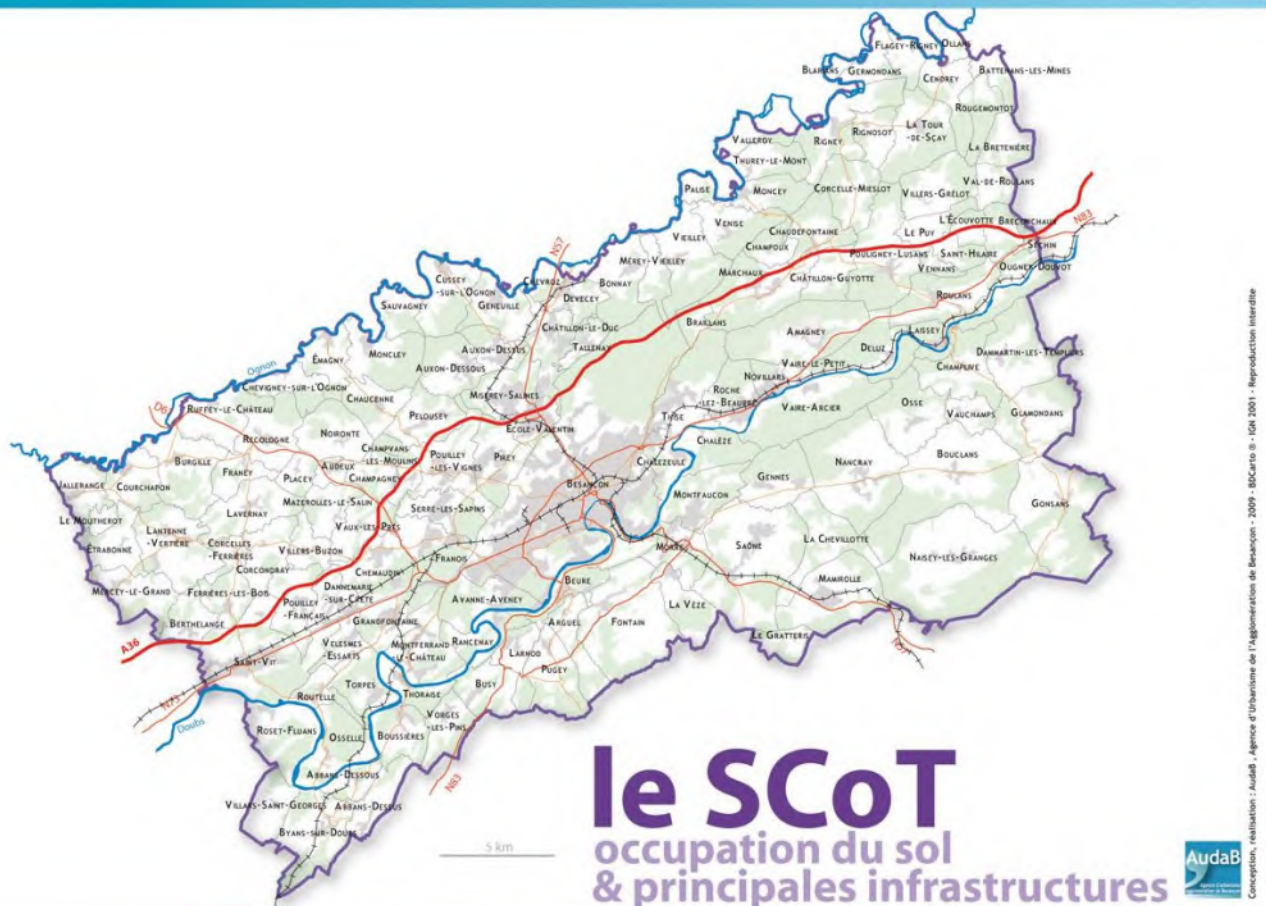 Flagey-Rigney
Ollans
Blarians
Germondans
Battenans-les-Mines
Cendrey
Rougemontot
La Tour
-de-Sçay
Valleroy
Rigney
Rignosot
La Bretenière
Thurey-le-Mont
Val-de-Roulans
Palise
Moncey
Corcelle-Mieslot
Villers-Grélot
Venise
L'Écouvotte
Brechichaux
N83
Chaudefontaine
Le Puy
Vieilley
N57
Champoux
Séchin
Mérey-Vieilley
Pouligney-Lusans
Saint-Hilaire
Ougney-Douvot
Marchaux
Châtillon-Guyotte
Vennans
Cussey
-sur-l'Ognon
Chevroz
Bonnay
Devecey
Geneuille
Sauvagney
Roulans
Châtillon-le-Duc
Braillans
Amagney
Laissey
Tallenay
Auxon-Dessus
Deluz
Émagny
Moncley
Dammartin-les-Templiers
Ognon
Auxon-Dessous
Vaire-le-Petit
Champlive
Novillars
Chevigney-sur-l'Ognon
Chaucenne
Miserey-Salines
Roche
-lez-Beaupré
Vaire-Arcier
Osse
Vauchamps
Glamondans
Ruffey-le-Château
Pelousey
Thise
École-Valentin
Recologne
Noironte
Chalèze
Champvans
-les-Moulins
Pouilley
-les-Vignes
Pirey
Bouclans
Burgille
Franey
Audeux
Chalezeule
Nancray
Placey
Champagney
Gennes
Jallerange
Courchapon
Besançon
Montfaucon
Mazerolles-le-Salin
Gonsans
Serre-les-Sapins
Lavernay
Le Moutherot
Vaux-les-Prés
Lantenne
-Vertière
La Chevillotte
Étrabonne
Corcelles
-Ferrières
Villers-Buzon
Franois
Morre
Saône
Naisey-les-Granges
Corcondray
Chemaudin
Mamirolle
Mercey-le-Grand
Ferrières-les-Bois
Dannemarie
-sur-Crète
Beure
Pouilley
-Français
Avanne-Aveney
La Vèze
Berthelange
Grandfontaine
Arguel
Fontain
A36
Velesmes
-Essarts
Montferrand
-le-Château
Rancenay
Le Gratteris
Larnod
Saint-Vit
Pugey
Torpes
Busy
N73
Routelle
Thoraise
Doubs
Vorges
-les-Pins
Roset-Fluans
Osselle
Boussières
Abbans-Dessous
N83
Villars-Saint-Georges
Abbans-Dessus
Byans-sur-Doubs
5 km
le SCoT
occupation du sol
& principales infrastructures
AudaB
Conception, réalisation : AudaB , Agence d'Urbanisme de l'Agglomération de Besançon - 2009 - BDCarto ® - IGN 2001 - Reproduction interdite